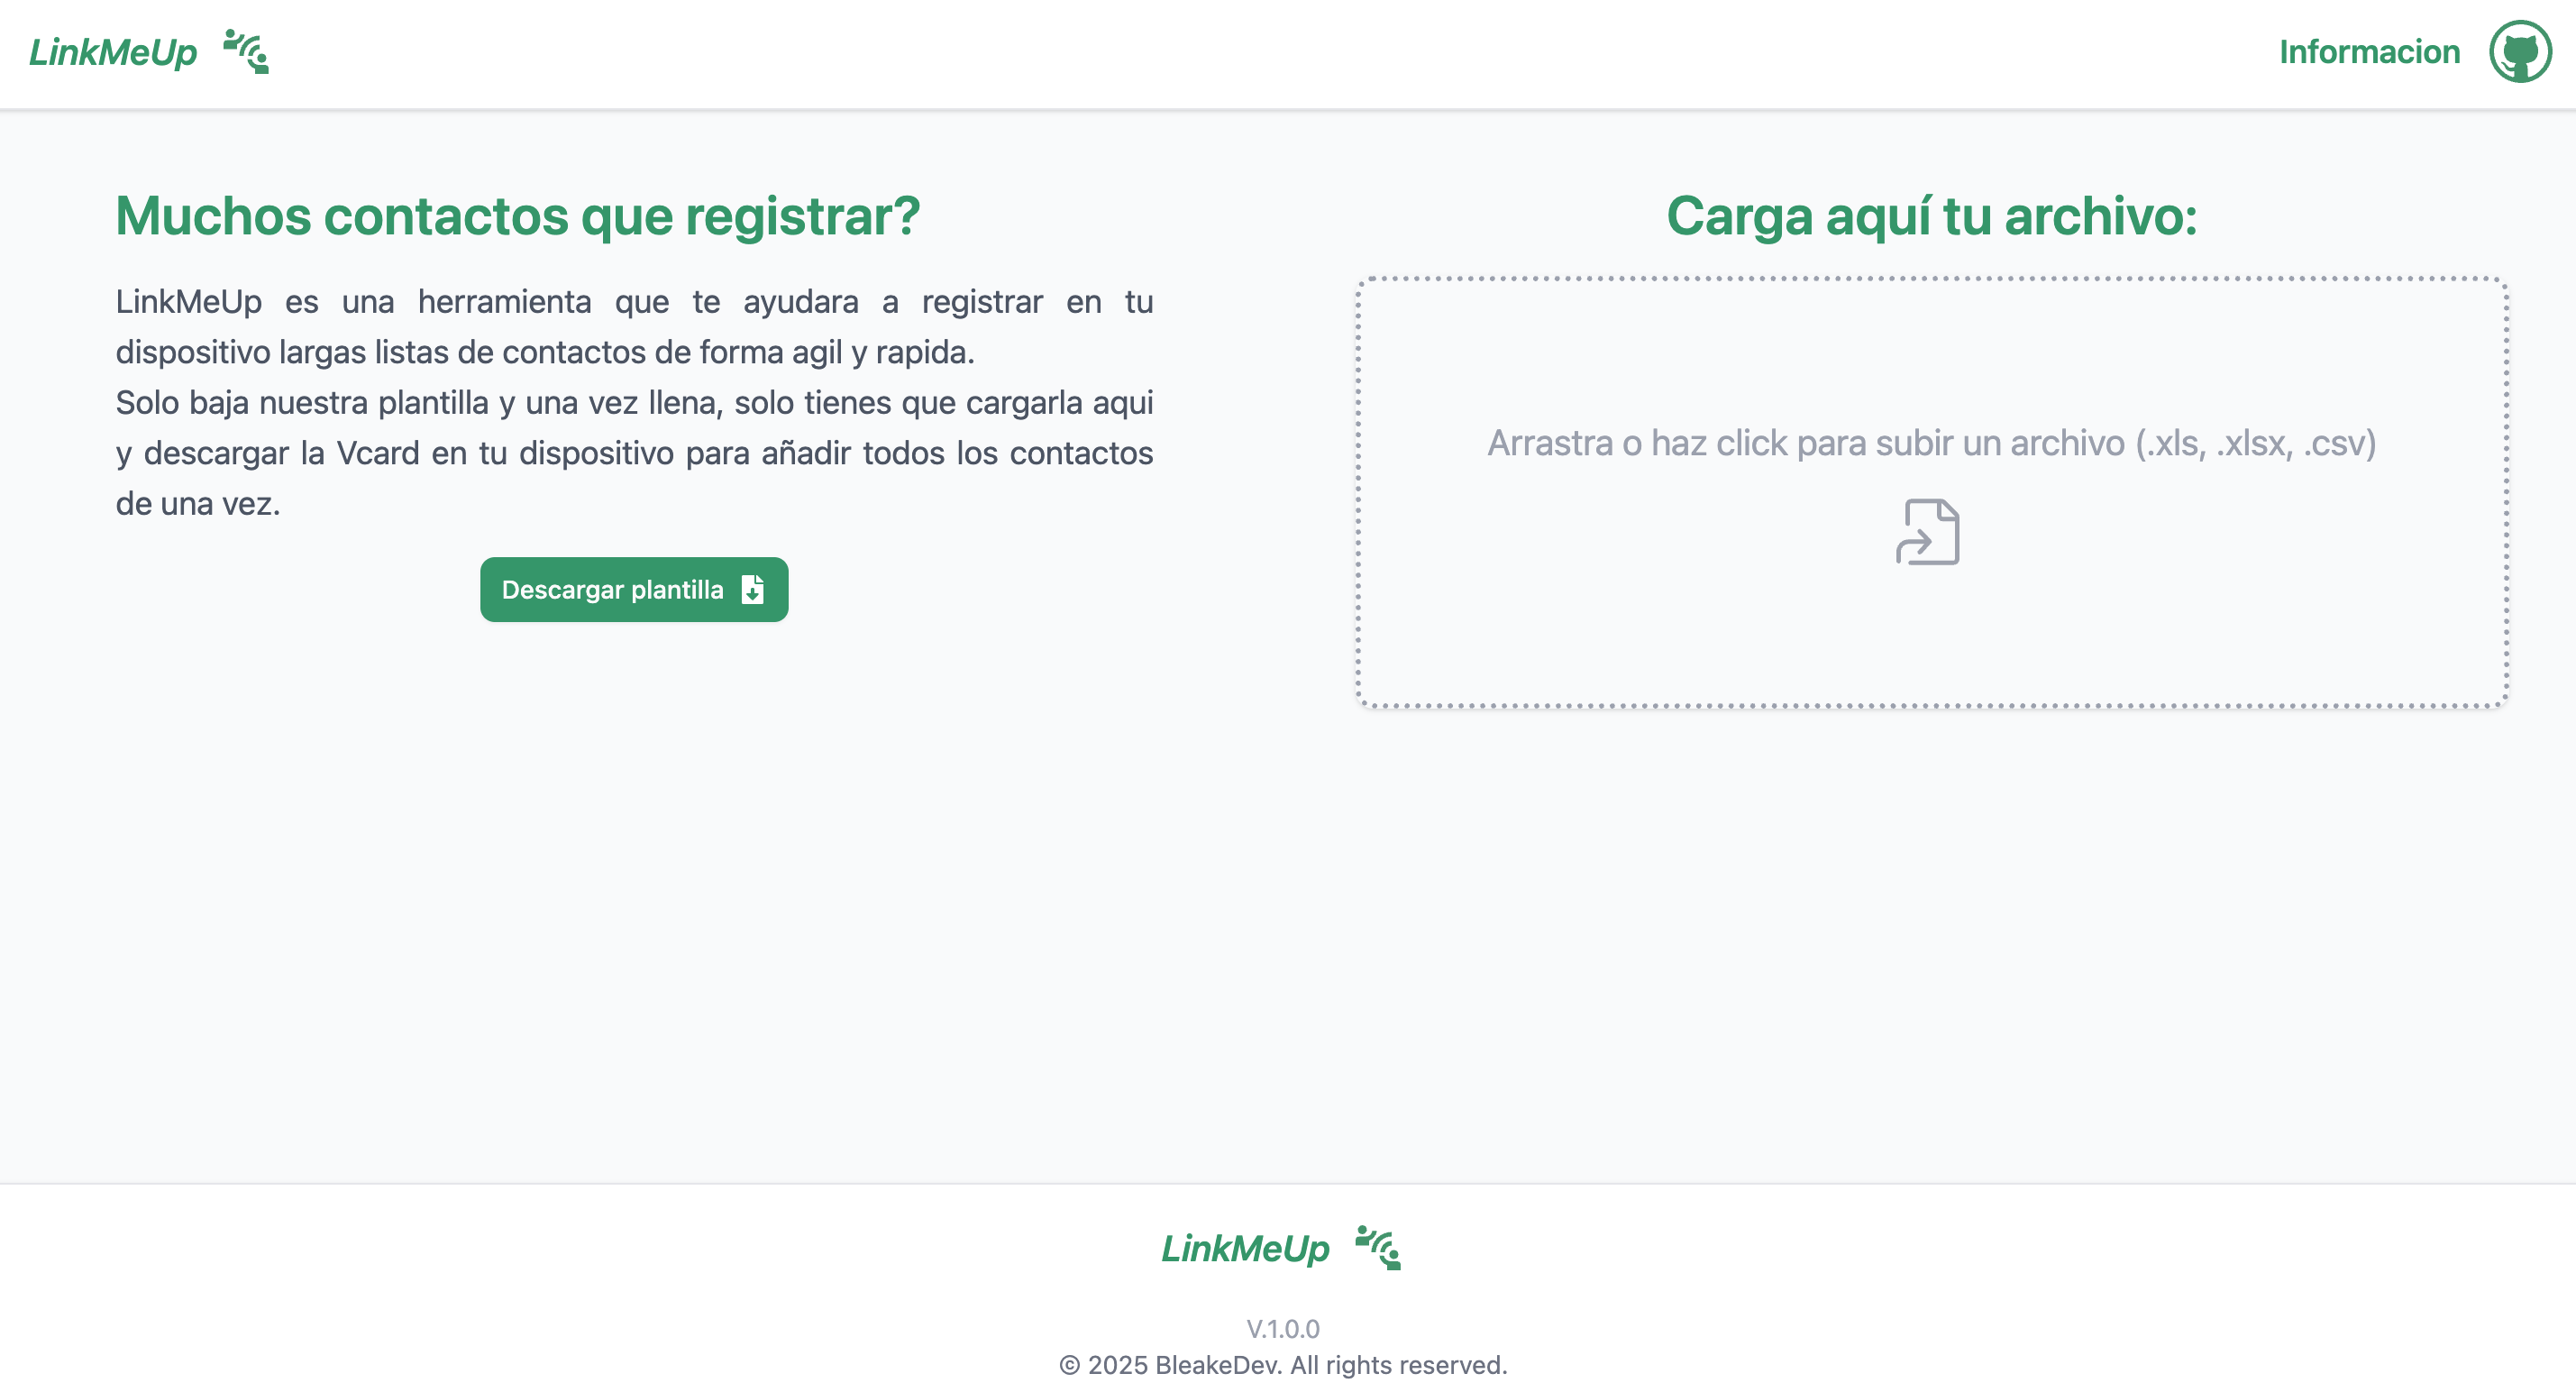 LinkMeUp
Informacion
Muchos contactos que registrar?
LinkMeUp es una herramienta que te ayudara a registrar en tu
dispositivo largas listas de contactos de forma agil y rapida.
Solo baja nuestra plantilla y una vez llena, solo tienes que cargarla aqui
y descargar la Vcard en tu dispositivo para añadir todos los contactos
de una vez.
Descargar plantilla
Carga aquí tu archivo:
Arrastra o haz click para subir un archivo (.xls, .xlsx, .csv)
LinkMeUp
V.1.0.0
© 2025 BleakeDev. All rights reserved.